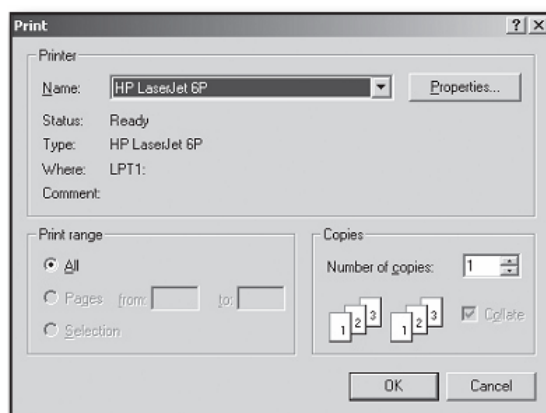 Print
Printer
Name: HP LaserJet 6P Properties...
Status: Ready
Type: HP LaserJet 6P
Where: LPT1:
Comment:
Print range
All
Pages from: to:
Selection
Copies
Number of copies: 1
1 2 3 1 2 3
Collate
OK Cancel